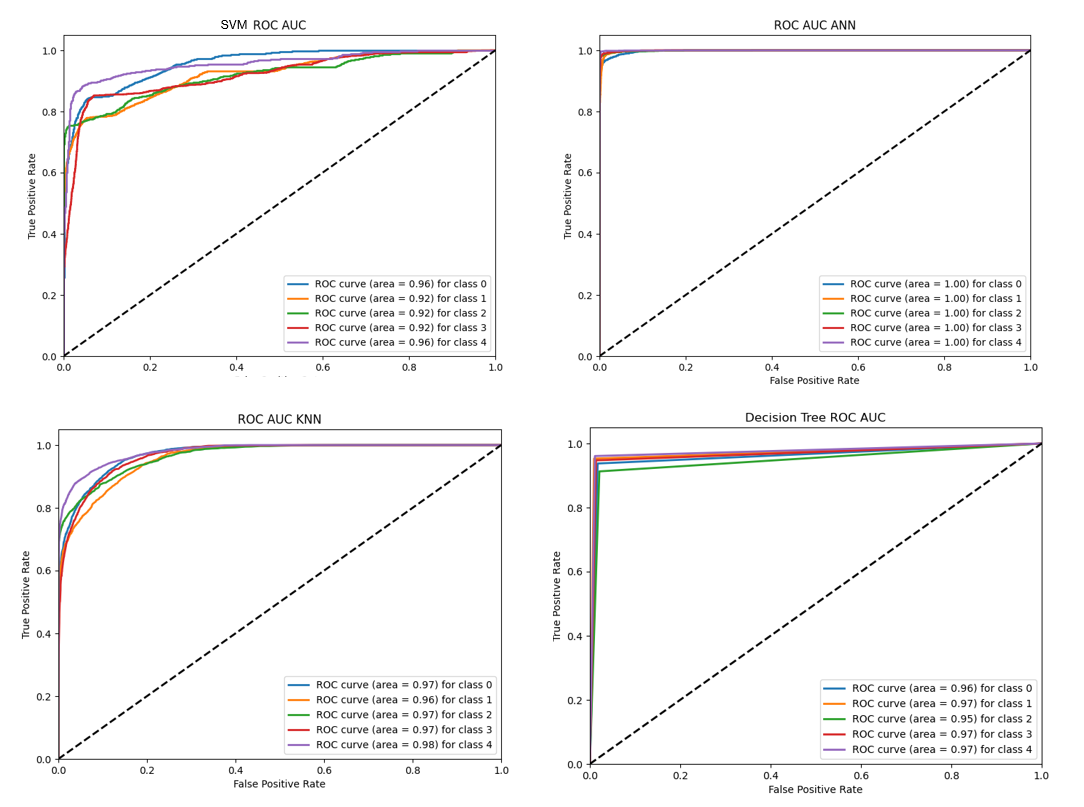 SVM ROC AUC
True Positive Rate
1.0
0.8
0.6
0.4
0.2
0.0
0.0 0.2 0.4 0.6 0.8 1.0
ROC curve (area = 0.96) for class 0
ROC curve (area = 0.92) for class 1
ROC curve (area = 0.92) for class 2
ROC curve (area = 0.92) for class 3
ROC curve (area = 0.96) for class 4
ROC AUC ANN
True Positive Rate
1.0
0.8
0.6
0.4
0.2
0.0
0.0 0.2 0.4 0.6 0.8 1.0
False Positive Rate
ROC curve (area = 1.00) for class 0
ROC curve (area = 1.00) for class 1
ROC curve (area = 1.00) for class 2
ROC curve (area = 1.00) for class 3
ROC curve (area = 1.00) for class 4
ROC AUC KNN
True Positive Rate
1.0
0.8
0.6
0.4
0.2
0.0
0.0 0.2 0.4 0.6 0.8 1.0
False Positive Rate
ROC curve (area = 0.97) for class 0
ROC curve (area = 0.96) for class 1
ROC curve (area = 0.97) for class 2
ROC curve (area = 0.97) for class 3
ROC curve (area = 0.98) for class 4
Decision Tree ROC AUC
True Positive Rate
1.0
0.8
0.6
0.4
0.2
0.0
0.0 0.2 0.4 0.6 0.8 1.0
False Positive Rate
ROC curve (area = 0.96) for class 0
ROC curve (area = 0.97) for class 1
ROC curve (area = 0.95) for class 2
ROC curve (area = 0.97) for class 3
ROC curve (area = 0.97) for class 4